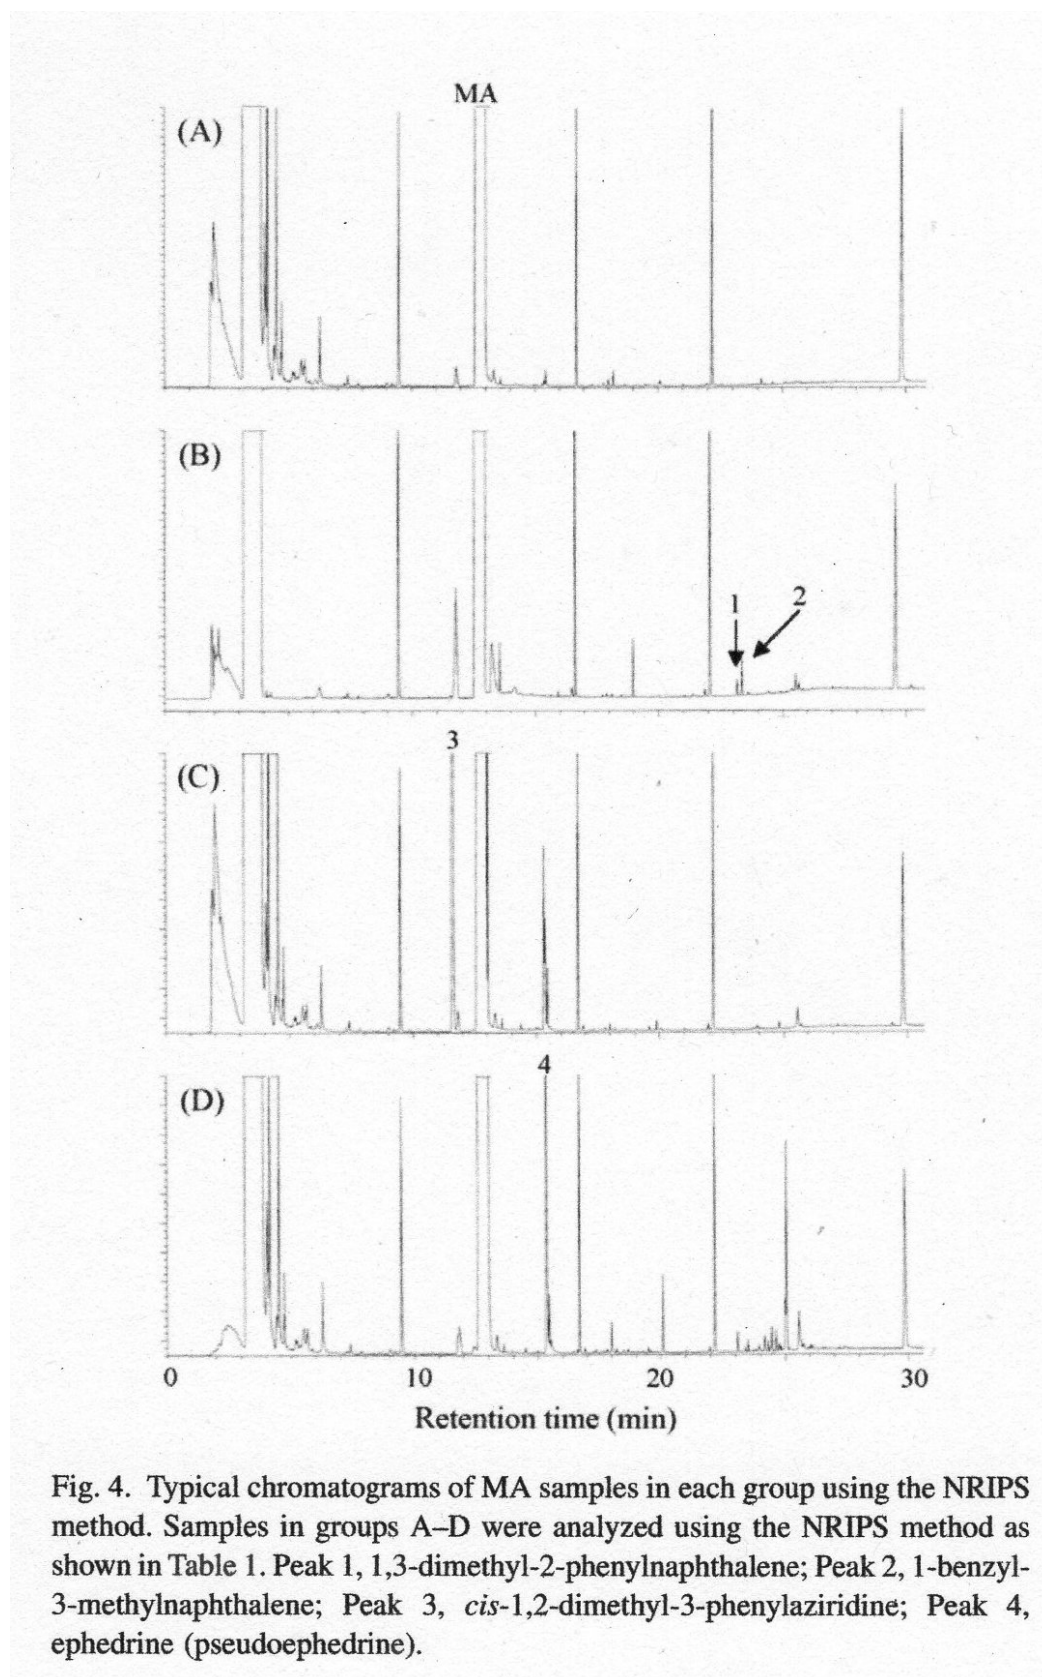 MA
(A)
(B)
1
2
3
(C)
4
(D)
0 10 20 30
Retention time (min)
Fig. 4. Typical chromatograms of MA samples in each group using the NRIPS
method. Samples in groups A–D were analyzed using the NRIPS method as
shown in Table 1. Peak 1, 1,3-dimethyl-2-phenylnaphthalene; Peak 2, 1-benzyl-
3-methylnaphthalene; Peak 3, cis-1,2-dimethyl-3-phenylaziridine; Peak 4,
ephedrine (pseudoephedrine).